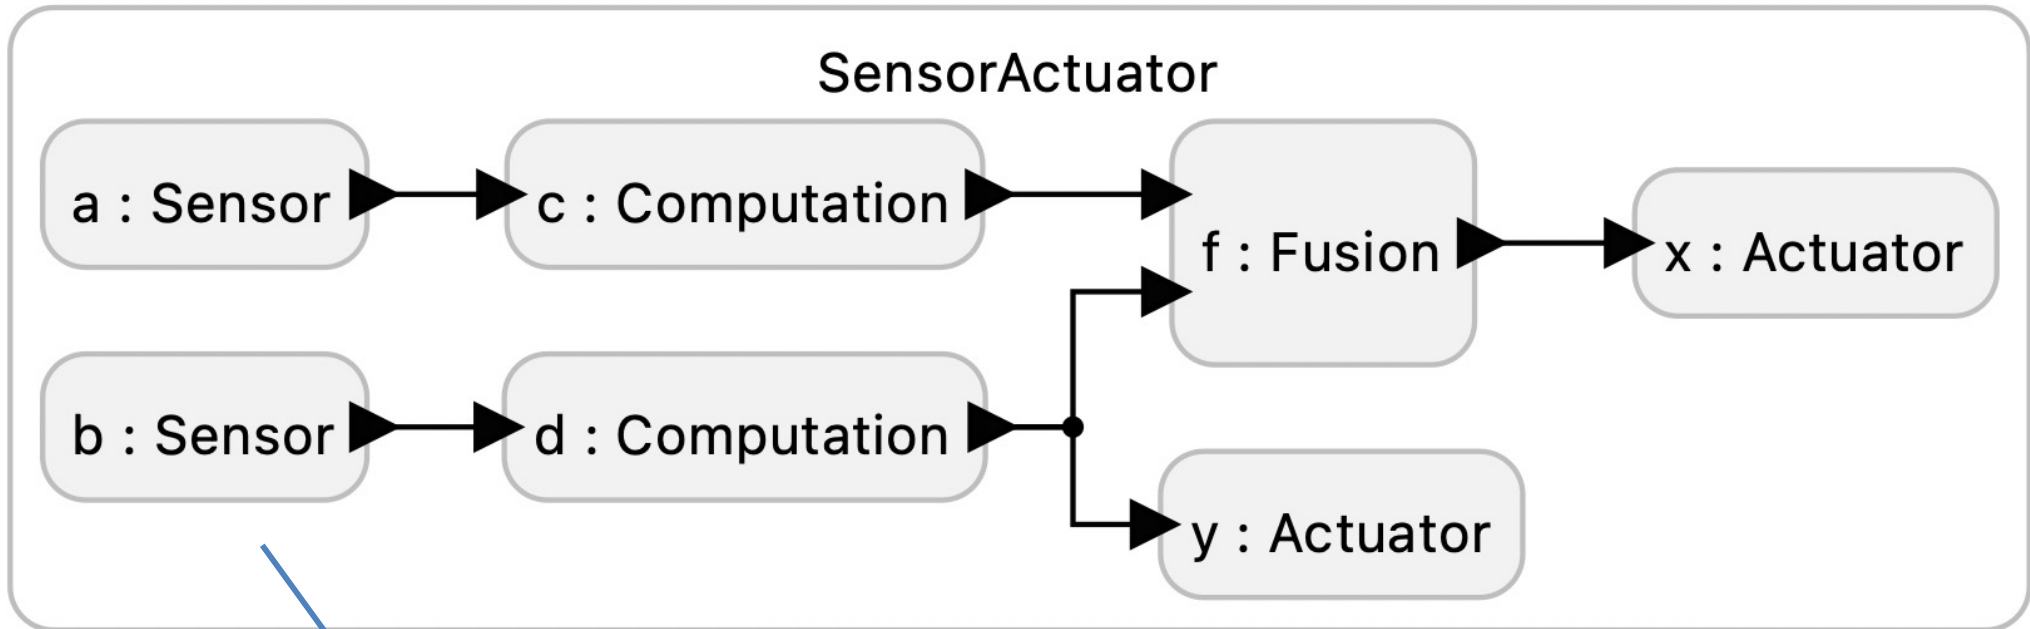 SensorActuator
a : Sensor
c : Computation
f : Fusion
x : Actuator
b : Sensor
d : Computation
y : Actuator